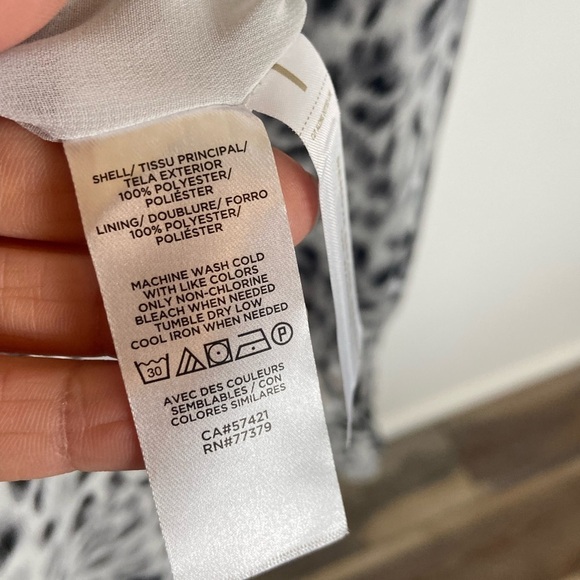 SHELL/ TISSU PRINCIPAL/
TELA EXTERIOR
100% POLYESTER/
POLIÉSTER
LINING/ DOUBLURE/ FORRO
100% POLYESTER/
POLIÉSTER
MACHINE WASH COLD
WITH LIKE COLORS
ONLY NON-CHLORINE
BLEACH WHEN NEEDED
TUMBLE DRY LOW
COOL IRON WHEN NEEDED
30 P
AVEC DES COULEURS
SEMBLABLES / CON
COLORES SIMILARES
CA#57421
RN#77379